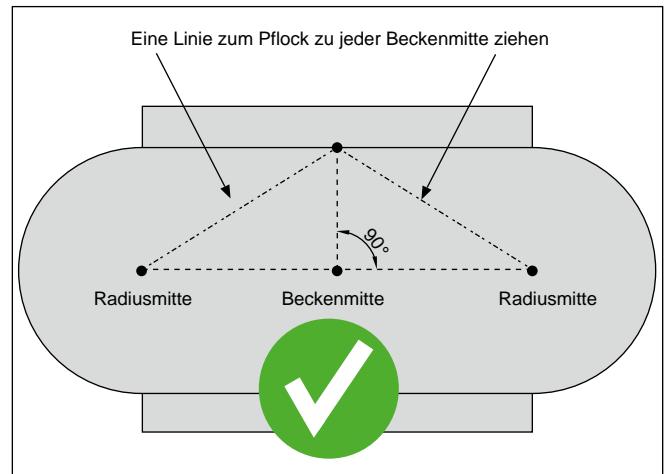 Eine Linie zum Pflock zu jeder Beckenmitte ziehen
90°
Radiusmitte
Beckenmitte
Radiusmitte